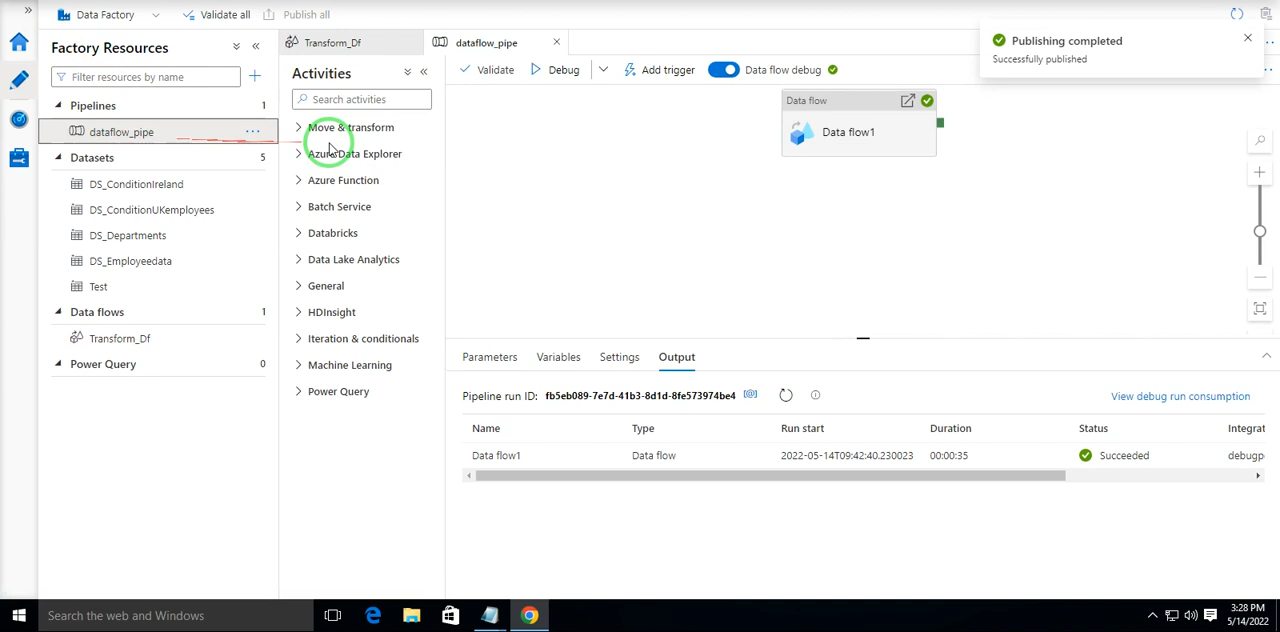 Data Factory
Validate all
Publish all
Factory Resources
Filter resources by name
Pipelines 1
dataflow_pipe
Datasets 5
DS_ConditionIreland
DS_ConditionUKemployees
DS_Departments
DS_Employeedata
Test
Data flows 1
Transform_Df
Power Query 0
Transform_Df
dataflow_pipe
Activities
Search activities
Move & transform
Azure Data Explorer
Azure Function
Batch Service
Databricks
Data Lake Analytics
General
HDInsight
Iteration & conditionals
Machine Learning
Power Query
Validate
Debug
Add trigger
Data flow debug
Publishing completed
Successfully published
Data flow
Data flow1
Parameters
Variables
Settings
Output
Pipeline run ID: fb5eb089-7e7d-41b3-8d1d-8fe573974be4
View debug run consumption
Name Type Run start Duration Status Integrat
Data flow1 Data flow 2022-05-14T09:42:40.230023 00:00:35 Succeeded debugp
Search the web and Windows
3:28 PM
5/14/2022